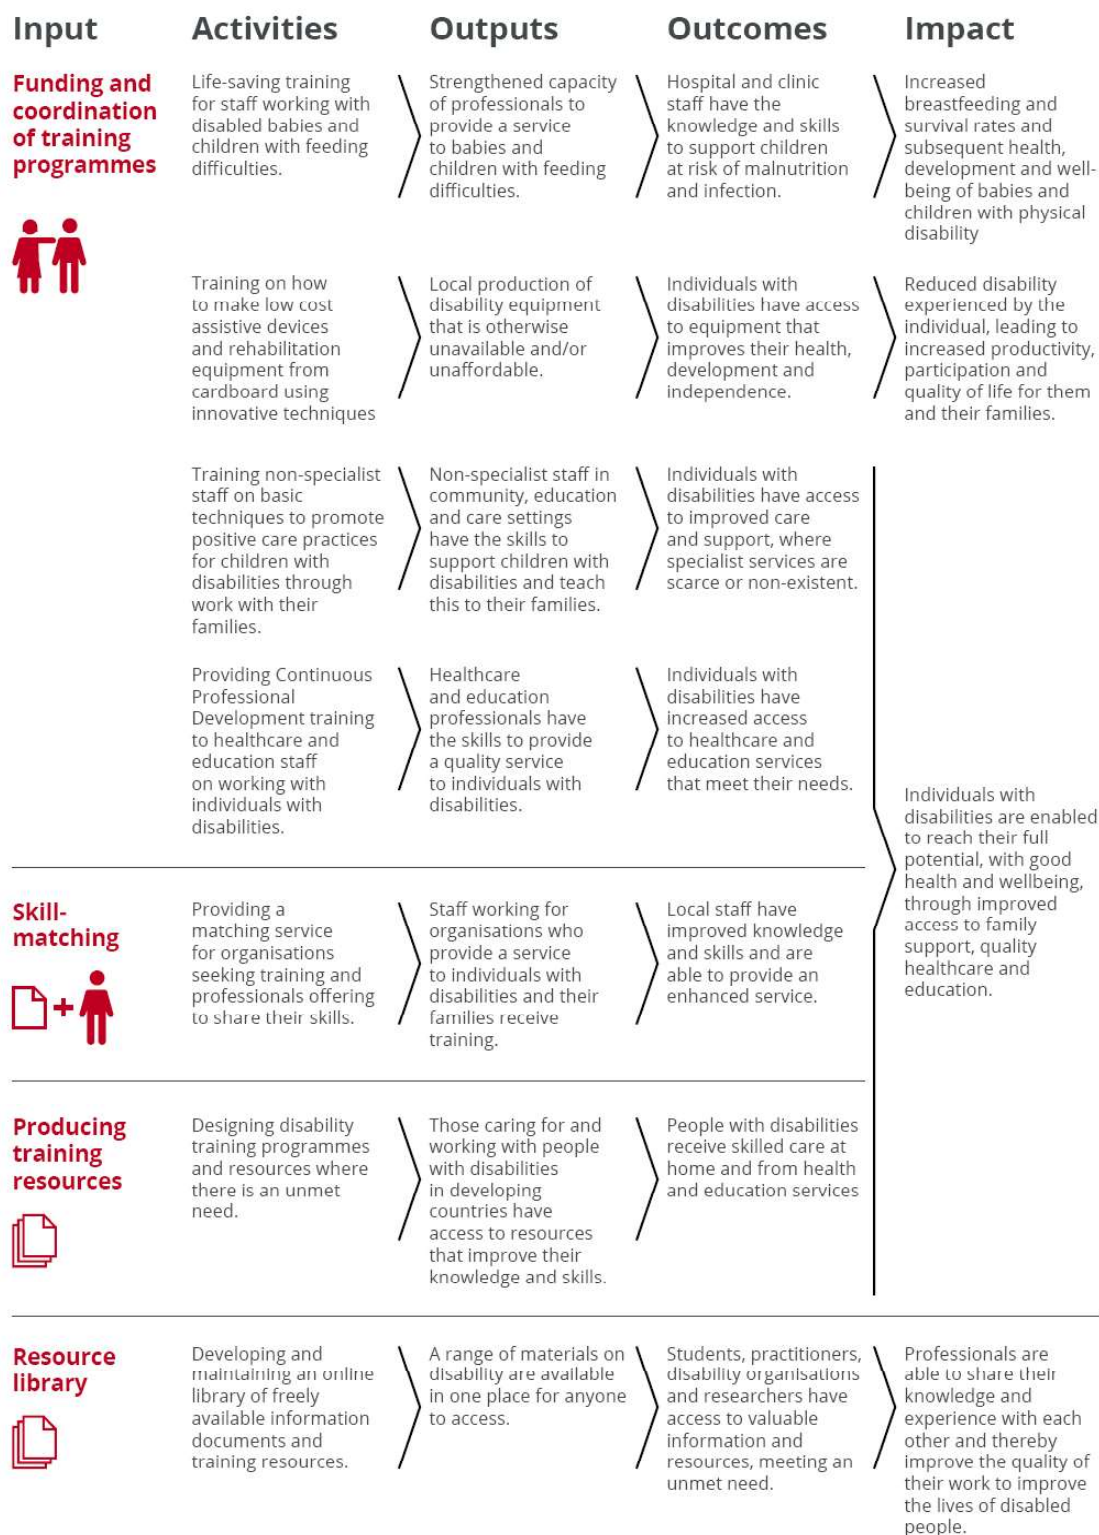 Input
Activities
Outputs
Outcomes
Impact
Funding and
coordination
of training
programmes
Life-saving training
for staff working with
disabled babies and
children with feeding
difficulties.
Strengthened capacity
of professionals to
provide a service
to babies and
children with feeding
difficulties.
Hospital and clinic
staff have the
knowledge and skills
to support children
at risk of malnutrition
and infection.
Increased
breastfeeding and
survival rates and
subsequent health,
development and well-
being of babies and
children with physical
disability
Training on how
to make low cost
assistive devices
and rehabilitation
equipment from
cardboard using
innovative techniques
Local production of
disability equipment
that is otherwise
unavailable and/or
unaffordable.
Individuals with
disabilities have access
to equipment that
improves their health,
development and
independence.
Reduced disability
experienced by the
individual, leading to
increased productivity,
participation and
quality of life for them
and their families.
Training non-specialist
staff on basic
techniques to promote
positive care practices
for children with
disabilities through
work with their
families.
Non-specialist staff in
community, education
and care settings
have the skills to
support children with
disabilities and teach
this to their families.
Individuals with
disabilities have access
to improved care
and support, where
specialist services are
scarce or non-existent.
Providing Continuous
Professional
Development training
to healthcare and
education staff
on working with
individuals with
disabilities.
Healthcare
and education
professionals have
the skills to provide
a quality service
to individuals with
disabilities.
Individuals with
disabilities have
increased access
to healthcare and
education services
that meet their needs.
Individuals with
disabilities are enabled
to reach their full
potential, with good
health and wellbeing,
through improved
access to family
support, quality
healthcare and
education.
Skill-
matching
Providing a
matching service
for organisations
seeking training and
professionals offering
to share their skills.
Staff working for
organisations who
provide a service
to individuals with
disabilities and their
families receive
training.
Local staff have
improved knowledge
and skills and are
able to provide an
enhanced service.
Producing
training
resources
Designing disability
training programmes
and resources where
there is an unmet
need.
Those caring for and
working with people
with disabilities
in developing
countries have
access to resources
that improve their
knowledge and skills.
People with disabilities
receive skilled care at
home and from health
and education services
Resource
library
Developing and
maintaining an online
library of freely
available information
documents and
training resources.
A range of materials on
disability are available
in one place for anyone
to access.
Students, practitioners,
disability organisations
and researchers have
access to valuable
information and
resources, meeting an
unmet need.
Professionals are
able to share their
knowledge and
experience with each
other and thereby
improve the quality of
their work to improve
the lives of disabled
people.